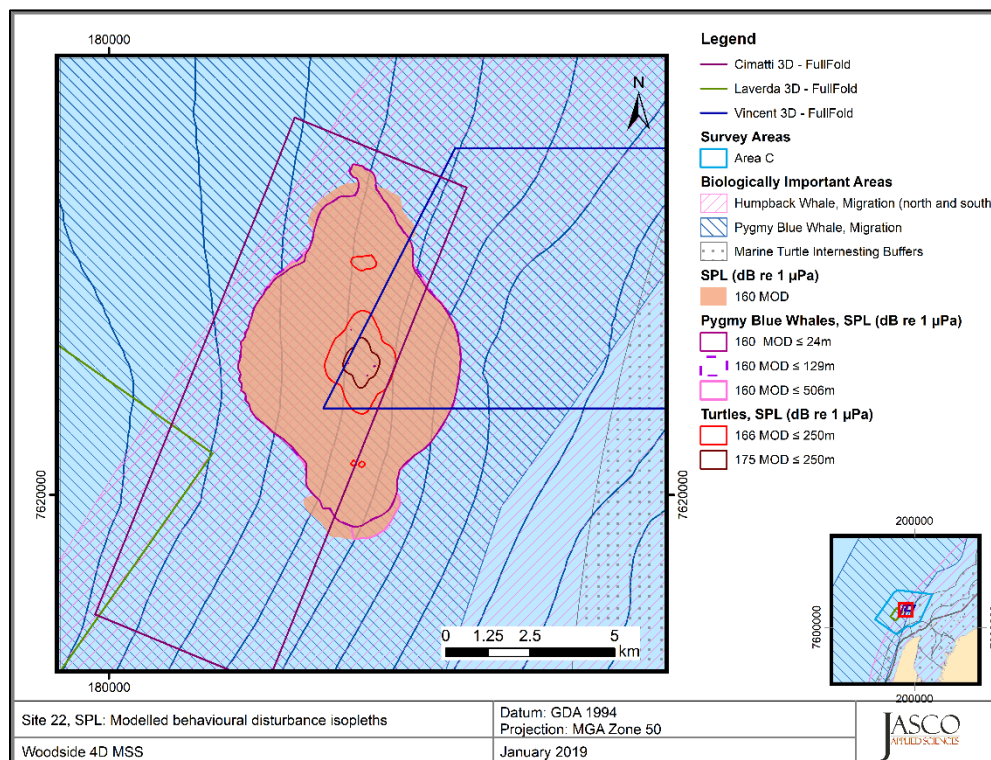 180000
Legend
Cimatti 3D - FullFold
Laverda 3D - FullFold
Vincent 3D - FullFold
Survey Areas
Area C
Biologically Important Areas
Humpback Whale, Migration (north and south)
Pygmy Blue Whale, Migration
Marine Turtle Internesting Buffers
SPL (dB re 1 µPa)
160 MOD
Pygmy Blue Whales, SPL (dB re 1 µPa)
160 MOD ≤ 24m
160 MOD ≤ 129m
160 MOD ≤ 506m
Turtles, SPL (dB re 1 µPa)
166 MOD ≤ 250m
175 MOD ≤ 250m
N
7620000
7620000
0 1.25 2.5 5
km
180000
200000
7600000
200000
Site 22, SPL: Modelled behavioural disturbance isopleths
Datum: GDA 1994
Projection: MGA Zone 50
Woodside 4D MSS
January 2019
JASCO
APPLIED SCIENCES